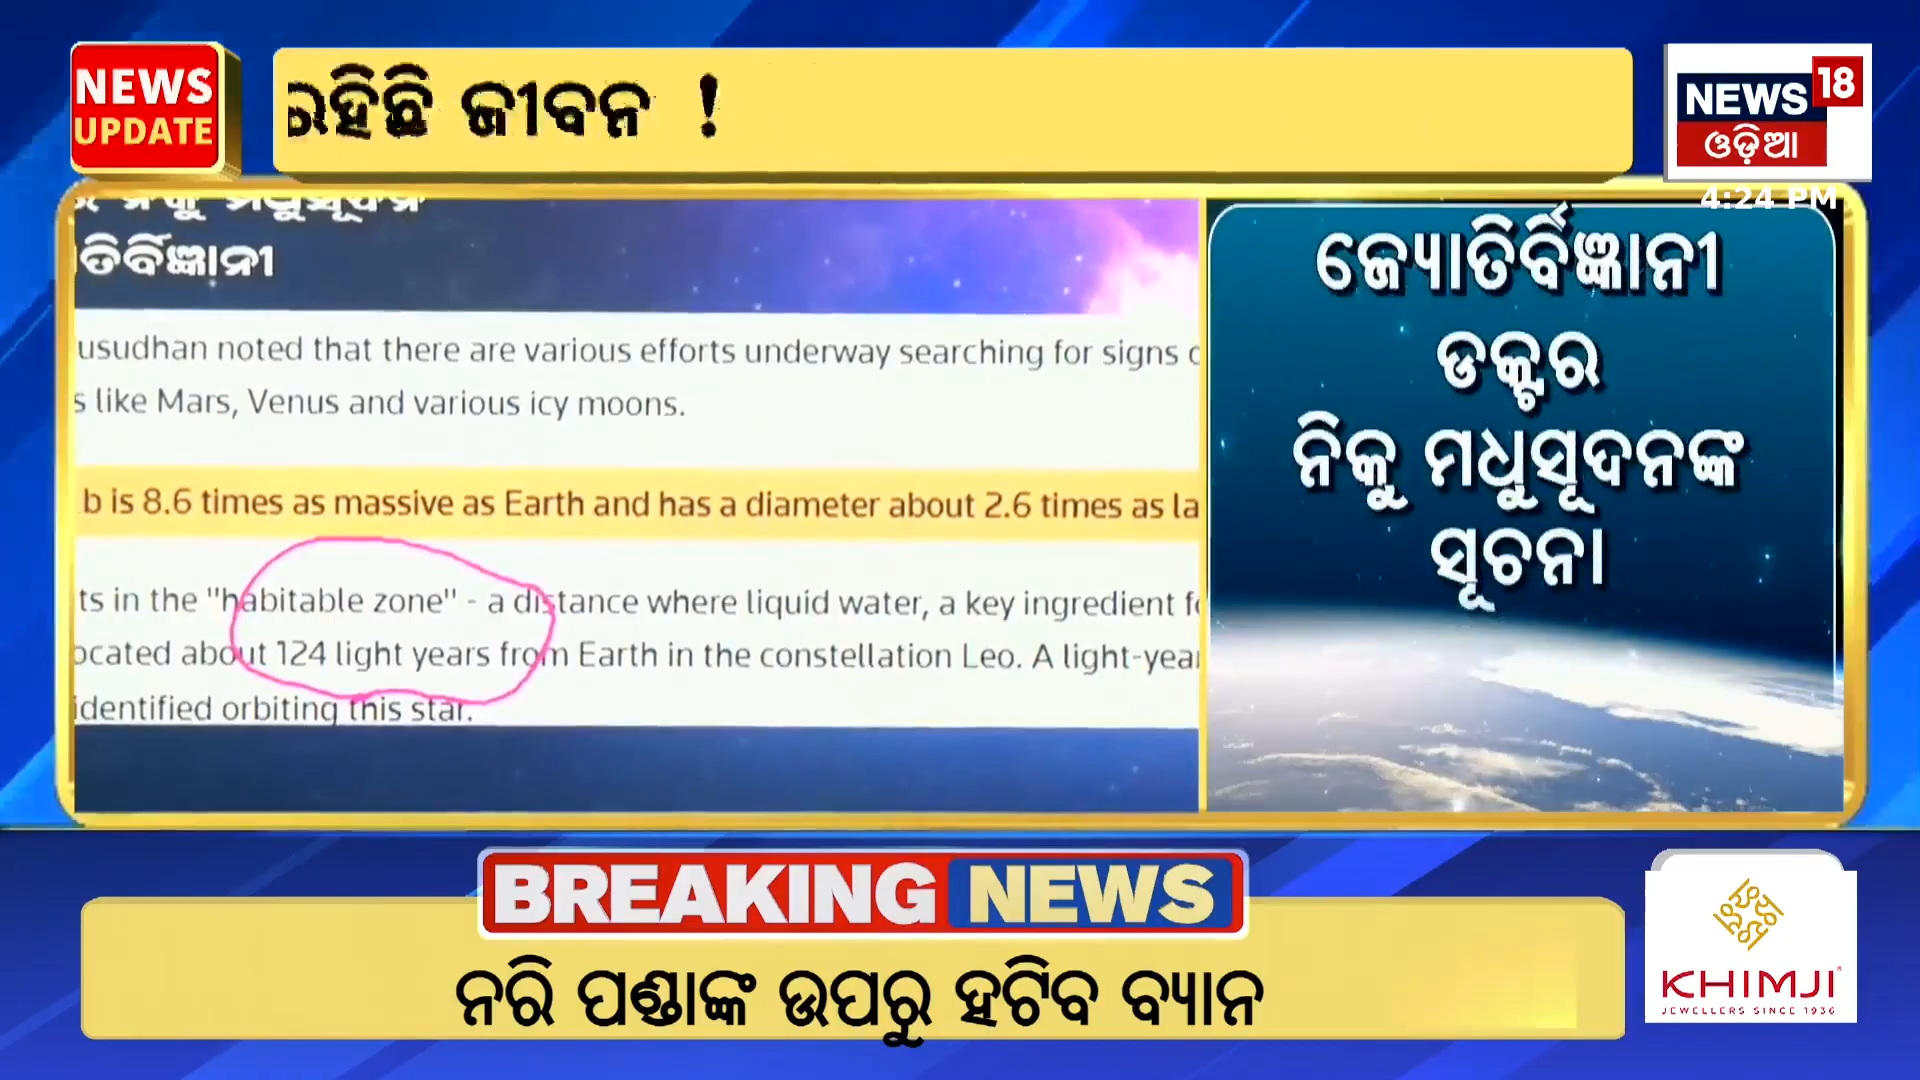 NEWS
UPDATE
ରହିଛି ଜୀବନ !
NEWS 18
ଓଡ଼ିଆ
4:24 PM
ନିକୁ ମଧୁସୂଦନ
ତିର୍ବିଜ୍ଞାନୀ
usudhan noted that there are various efforts underway searching for signs
s like Mars, Venus and various icy moons.
b is 8.6 times as massive as Earth and has a diameter about 2.6 times as la
ts in the "habitable zone" - a distance where liquid water, a key ingredient
ocated about 124 light years from Earth in the constellation Leo. A light-year
identified orbiting this star.
ଜ୍ୟୋତିର୍ବିଜ୍ଞାନୀ
ଡକ୍ଟର
ନିକୁ ମଧୁସୂଦନଙ୍କ
ସୂଚନା
BREAKING NEWS
ନରି ପଣ୍ଡାଙ୍କ ଉପରୁ ହଟିବ ବ୍ୟାନ
KHIMJI
JEWELLERS SINCE 1936